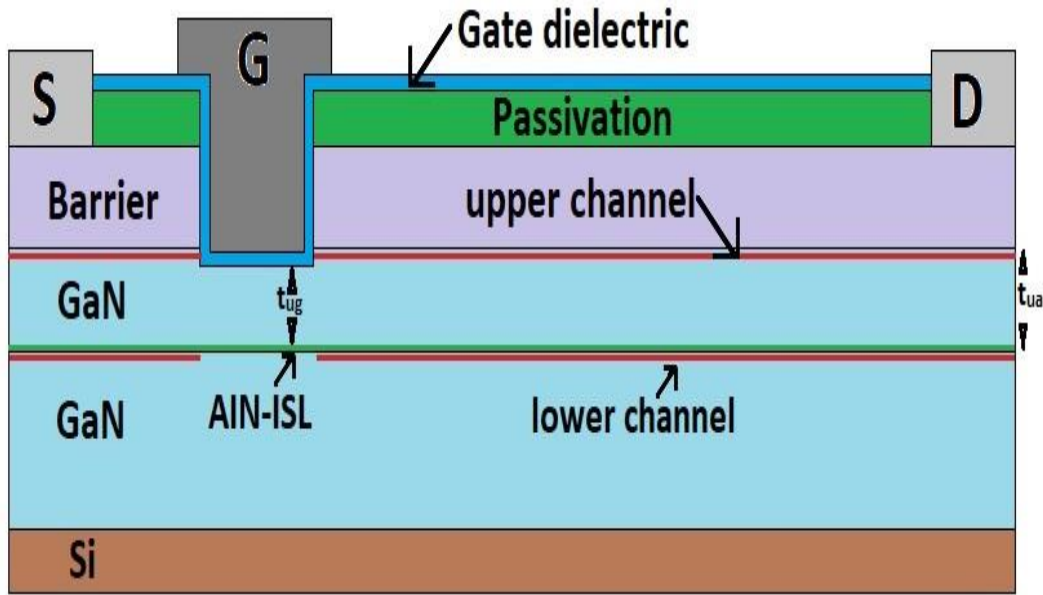 Gate dielectric
G
S
D
Passivation
Barrier
upper channel
GaN
tug
tua
AlN-ISL
GaN
lower channel
Si